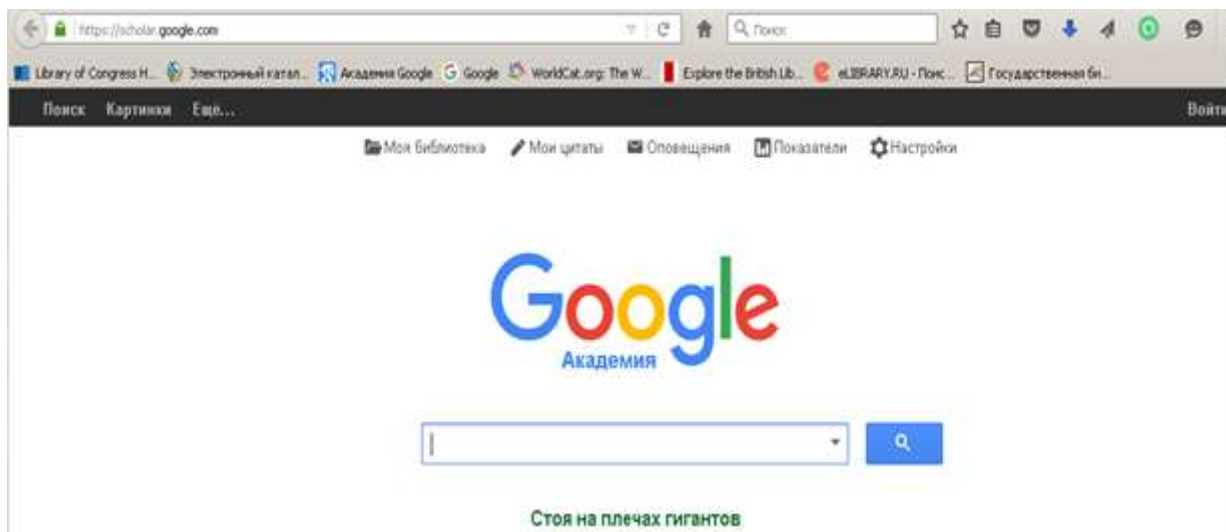 https://scholar.google.com Поиск
Library of Congress H... Электронный катал... Академия Google Google WorldCat.org: The W... Explore the British Lib... eLIBRARY.RU - Поис... Государственная би...
Поиск Картинки Ещё... Войти
Моя библиотека Мои цитаты Оповещения Показатели Настройки
Google
Академия
Стоя на плечах гигантов